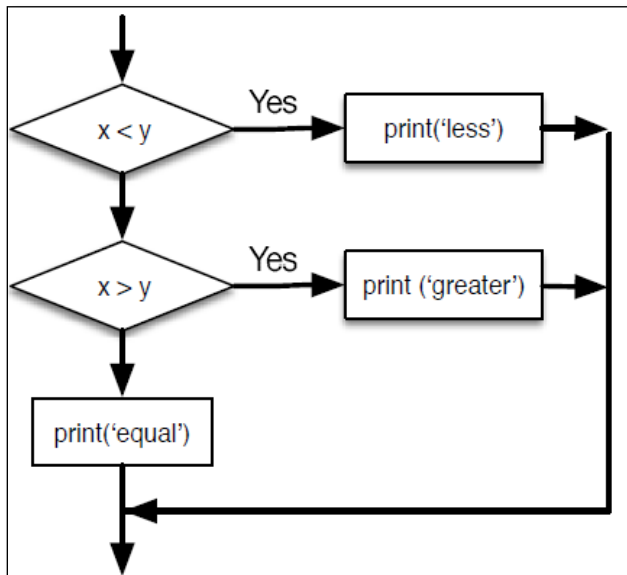 x < y
Yes
print(‘less’)
x > y
Yes
print (‘greater’)
print(‘equal’)